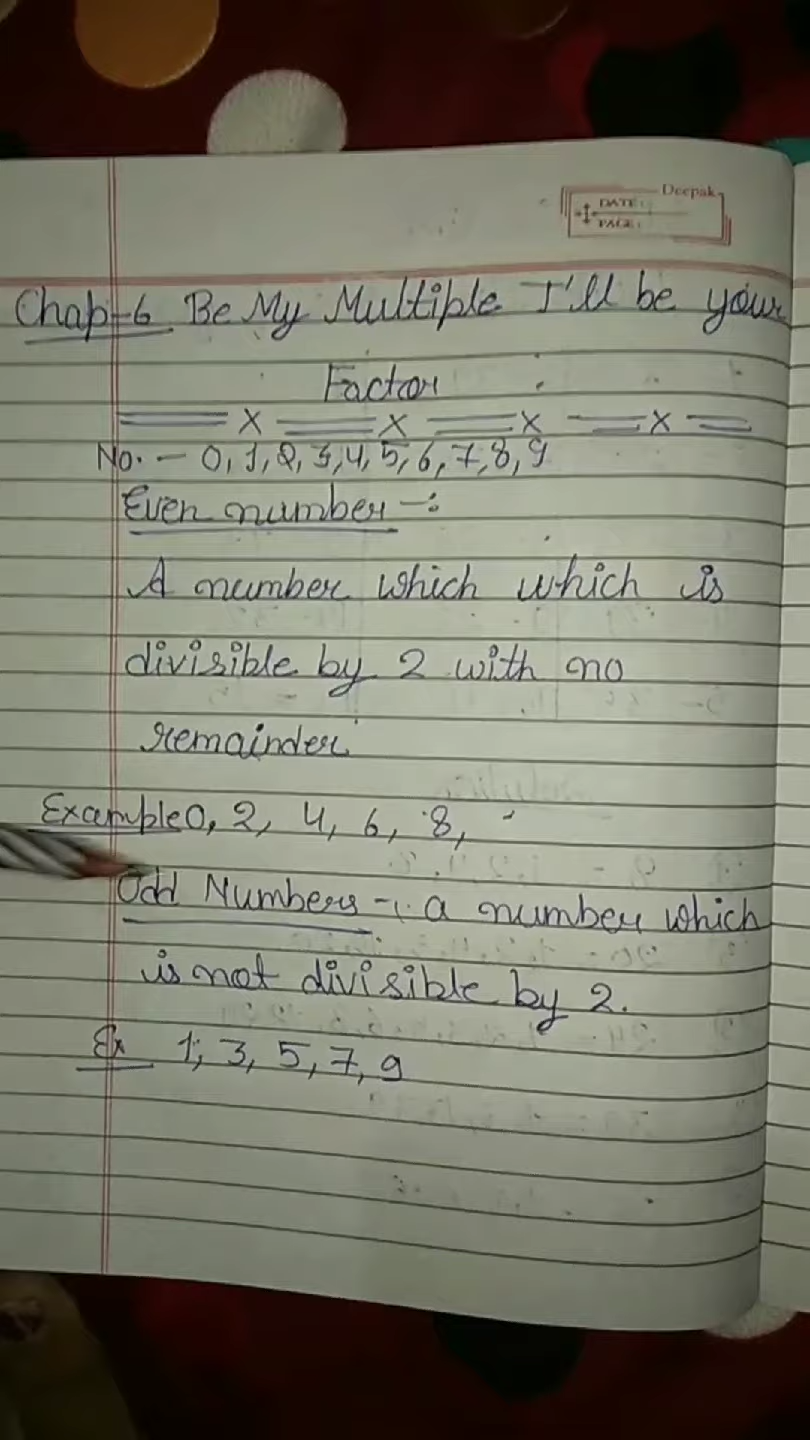 Deepak
DATE :
PAGE :
Chap-6 Be My Multiple I'll be your
Factor
No. - 0, 1, 2, 3, 4, 5, 6, 7, 8, 9
Even number -:
A number which which is
divisible by 2 with no
remainder
Example 0, 2, 4, 6, 8,
Odd Numbers -: a number which
is not divisible by 2.
Ex 1, 3, 5, 7, 9